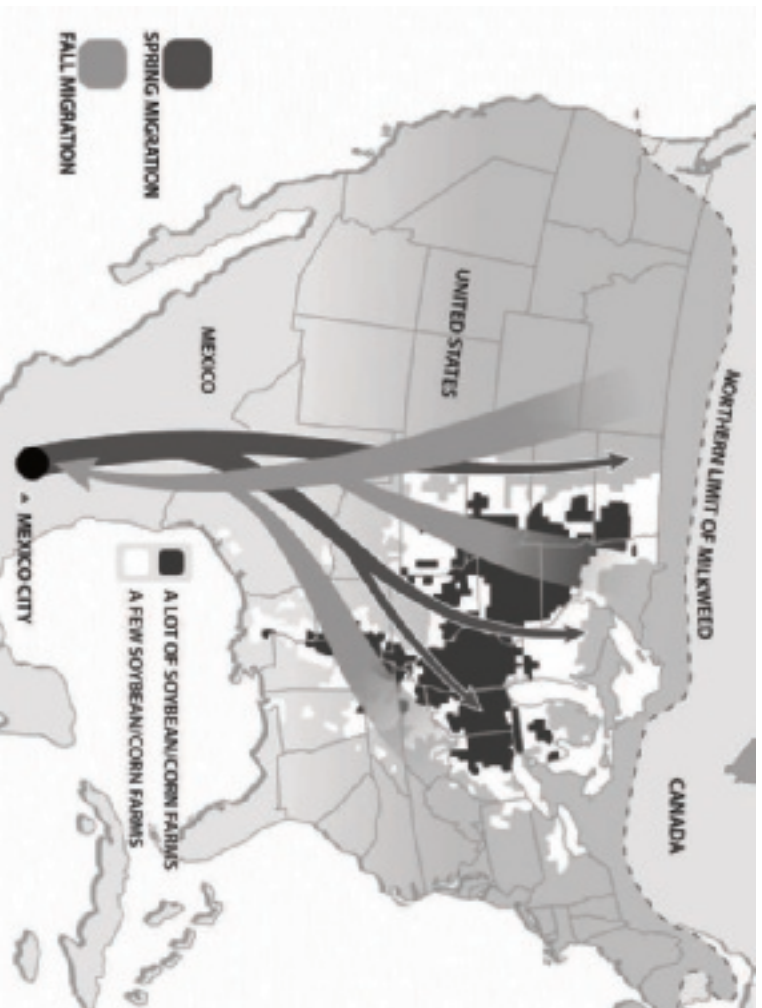 NORTHERN LIMIT OF MILKWEED
CANADA
UNITED STATES
MEXICO
MEXICO CITY
A LOT OF SOYBEAN/CORN FARMS
A FEW SOYBEAN/CORN FARMS
SPRING MIGRATION
FALL MIGRATION